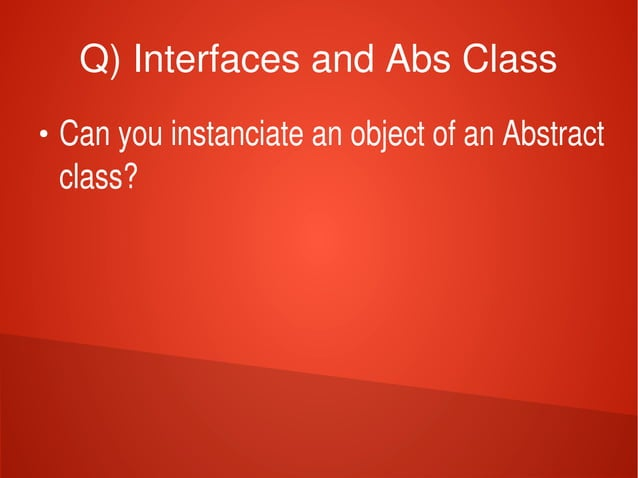 Q) Interfaces and Abs Class
• Can you instanciate an object of an Abstract
class?